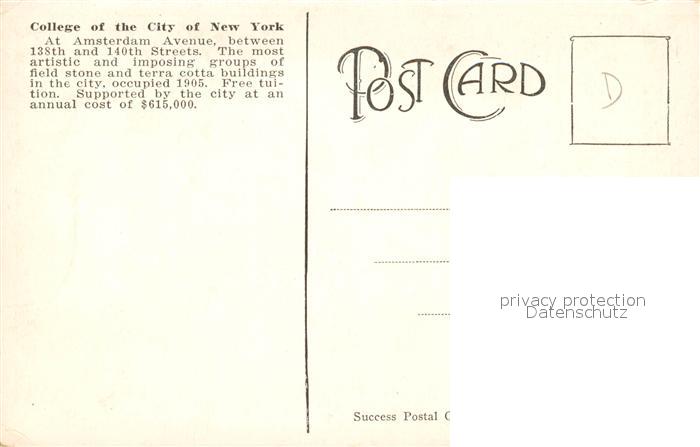 College of the City of New York
At Amsterdam Avenue, between
138th and 140th Streets. The most
artistic and imposing groups of
field stone and terra cotta buildings
in the city, occupied 1905. Free tui-
tion. Supported by the city at an
annual cost of $615,000.
POST CARD
D
privacy protection
Datenschutz
Success Postal C